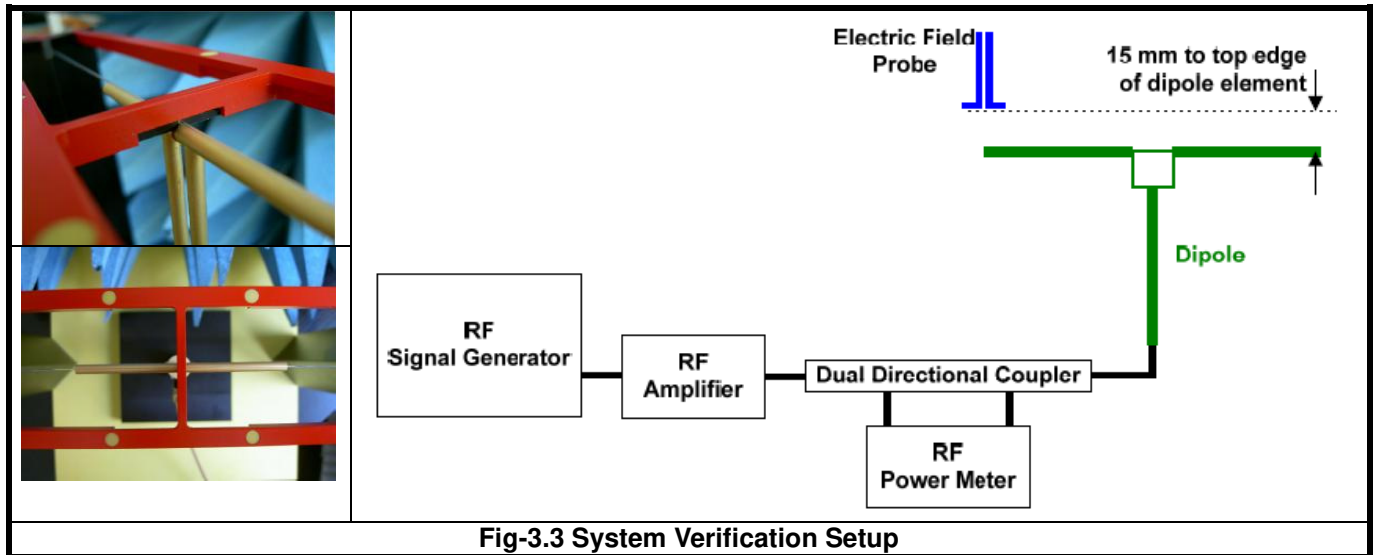 Electric Field
Probe
15 mm to top edge
of dipole element
Dipole
RF
Signal Generator
RF
Amplifier
Dual Directional Coupler
RF
Power Meter
Fig-3.3 System Verification Setup